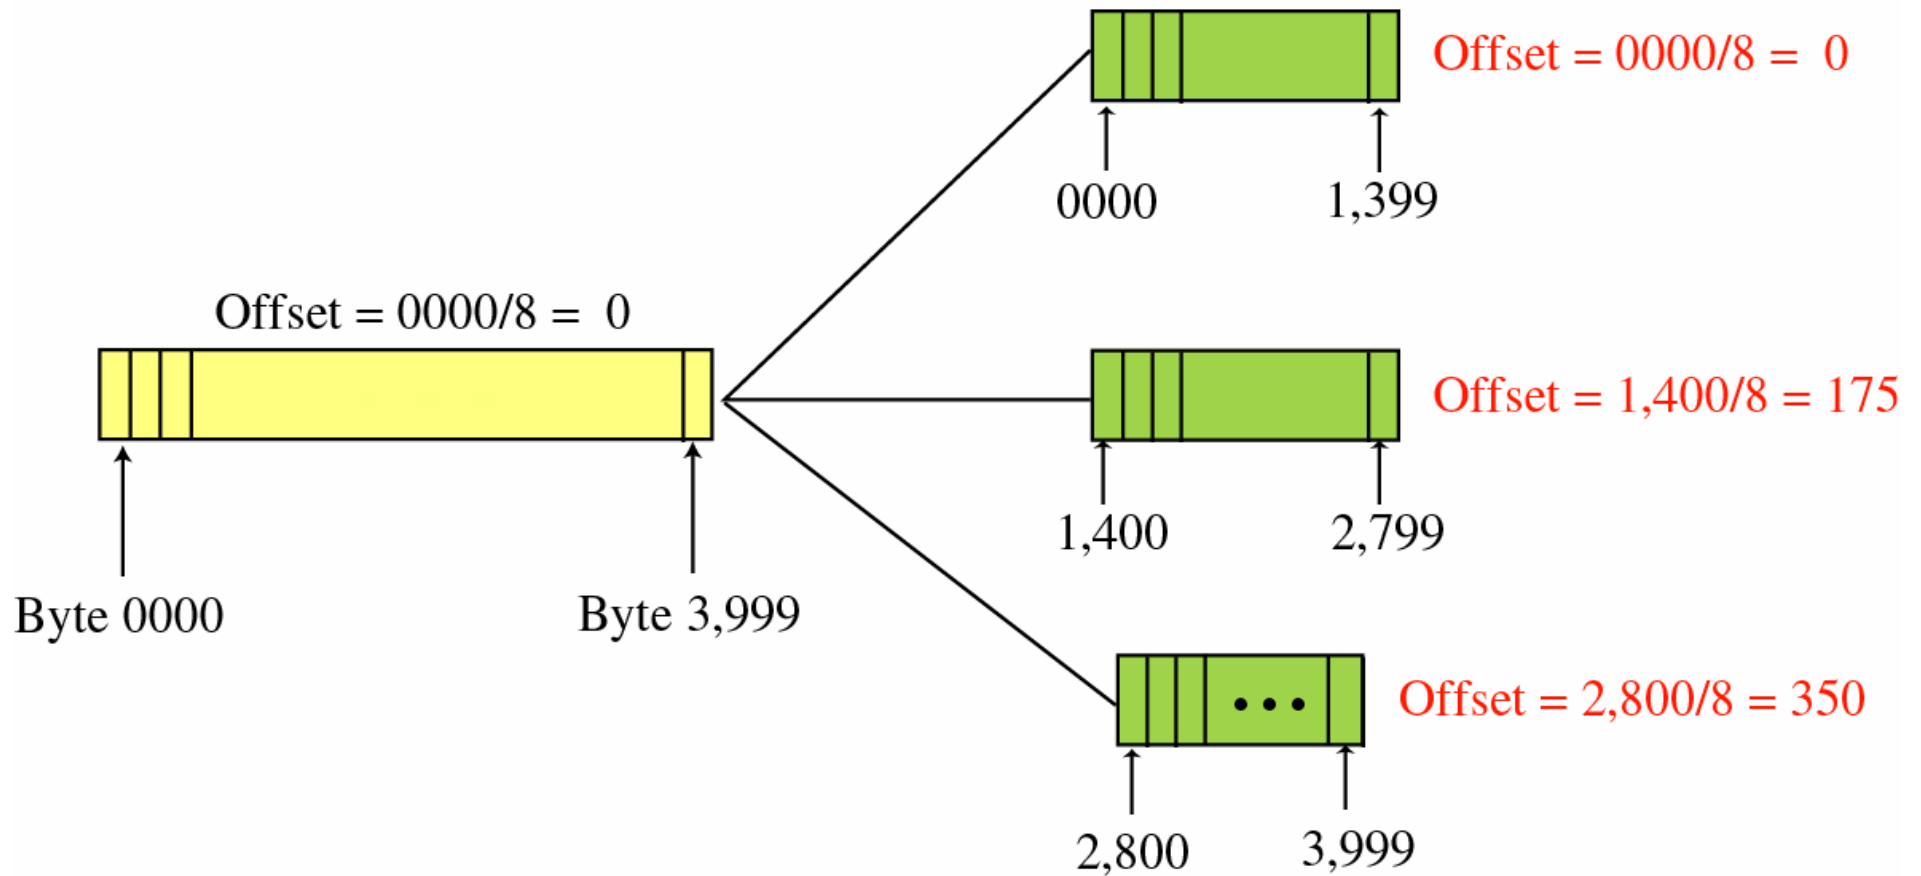 Offset = 0000/8 = 0
0000
1,399
Offset = 0000/8 = 0
Byte 0000
Byte 3,999
Offset = 1,400/8 = 175
1,400
2,799
Offset = 2,800/8 = 350
2,800
3,999